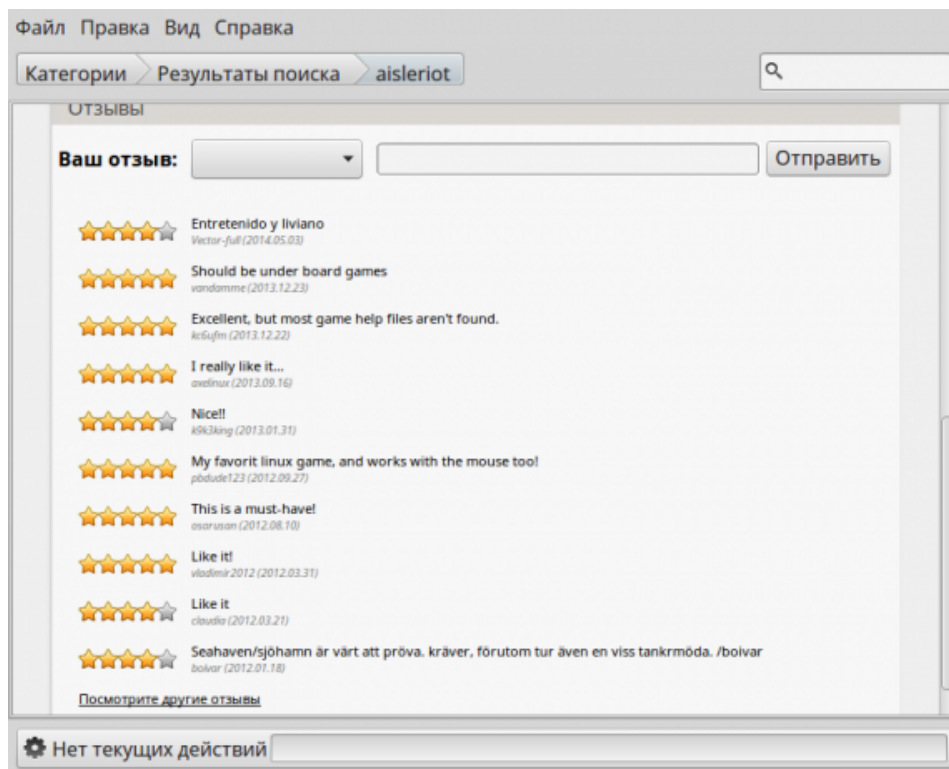 Файл Правка Вид Справка
Категории Результаты поиска aisleriot
Отзывы
Ваш отзыв: Отправить
Entretenido y liviano
Vector-full (2014.05.03)
Should be under board games
vandamme (2013.12.23)
Excellent, but most game help files aren't found.
kc6ufm (2013.12.22)
I really like it...
axelinux (2013.09.16)
Nice!!
k9k3king (2013.01.31)
My favorit linux game, and works with the mouse too!
pbdude123 (2012.09.27)
This is a must-have!
asarusan (2012.08.10)
Like it!
vladimir2012 (2012.03.31)
Like it
claudia (2012.03.21)
Seahaven/sjöhamn är värt att pröva. kräver, förutom tur även en viss tankrmöda. /boivar
boivar (2012.01.18)
Посмотрите другие отзывы
Нет текущих действий